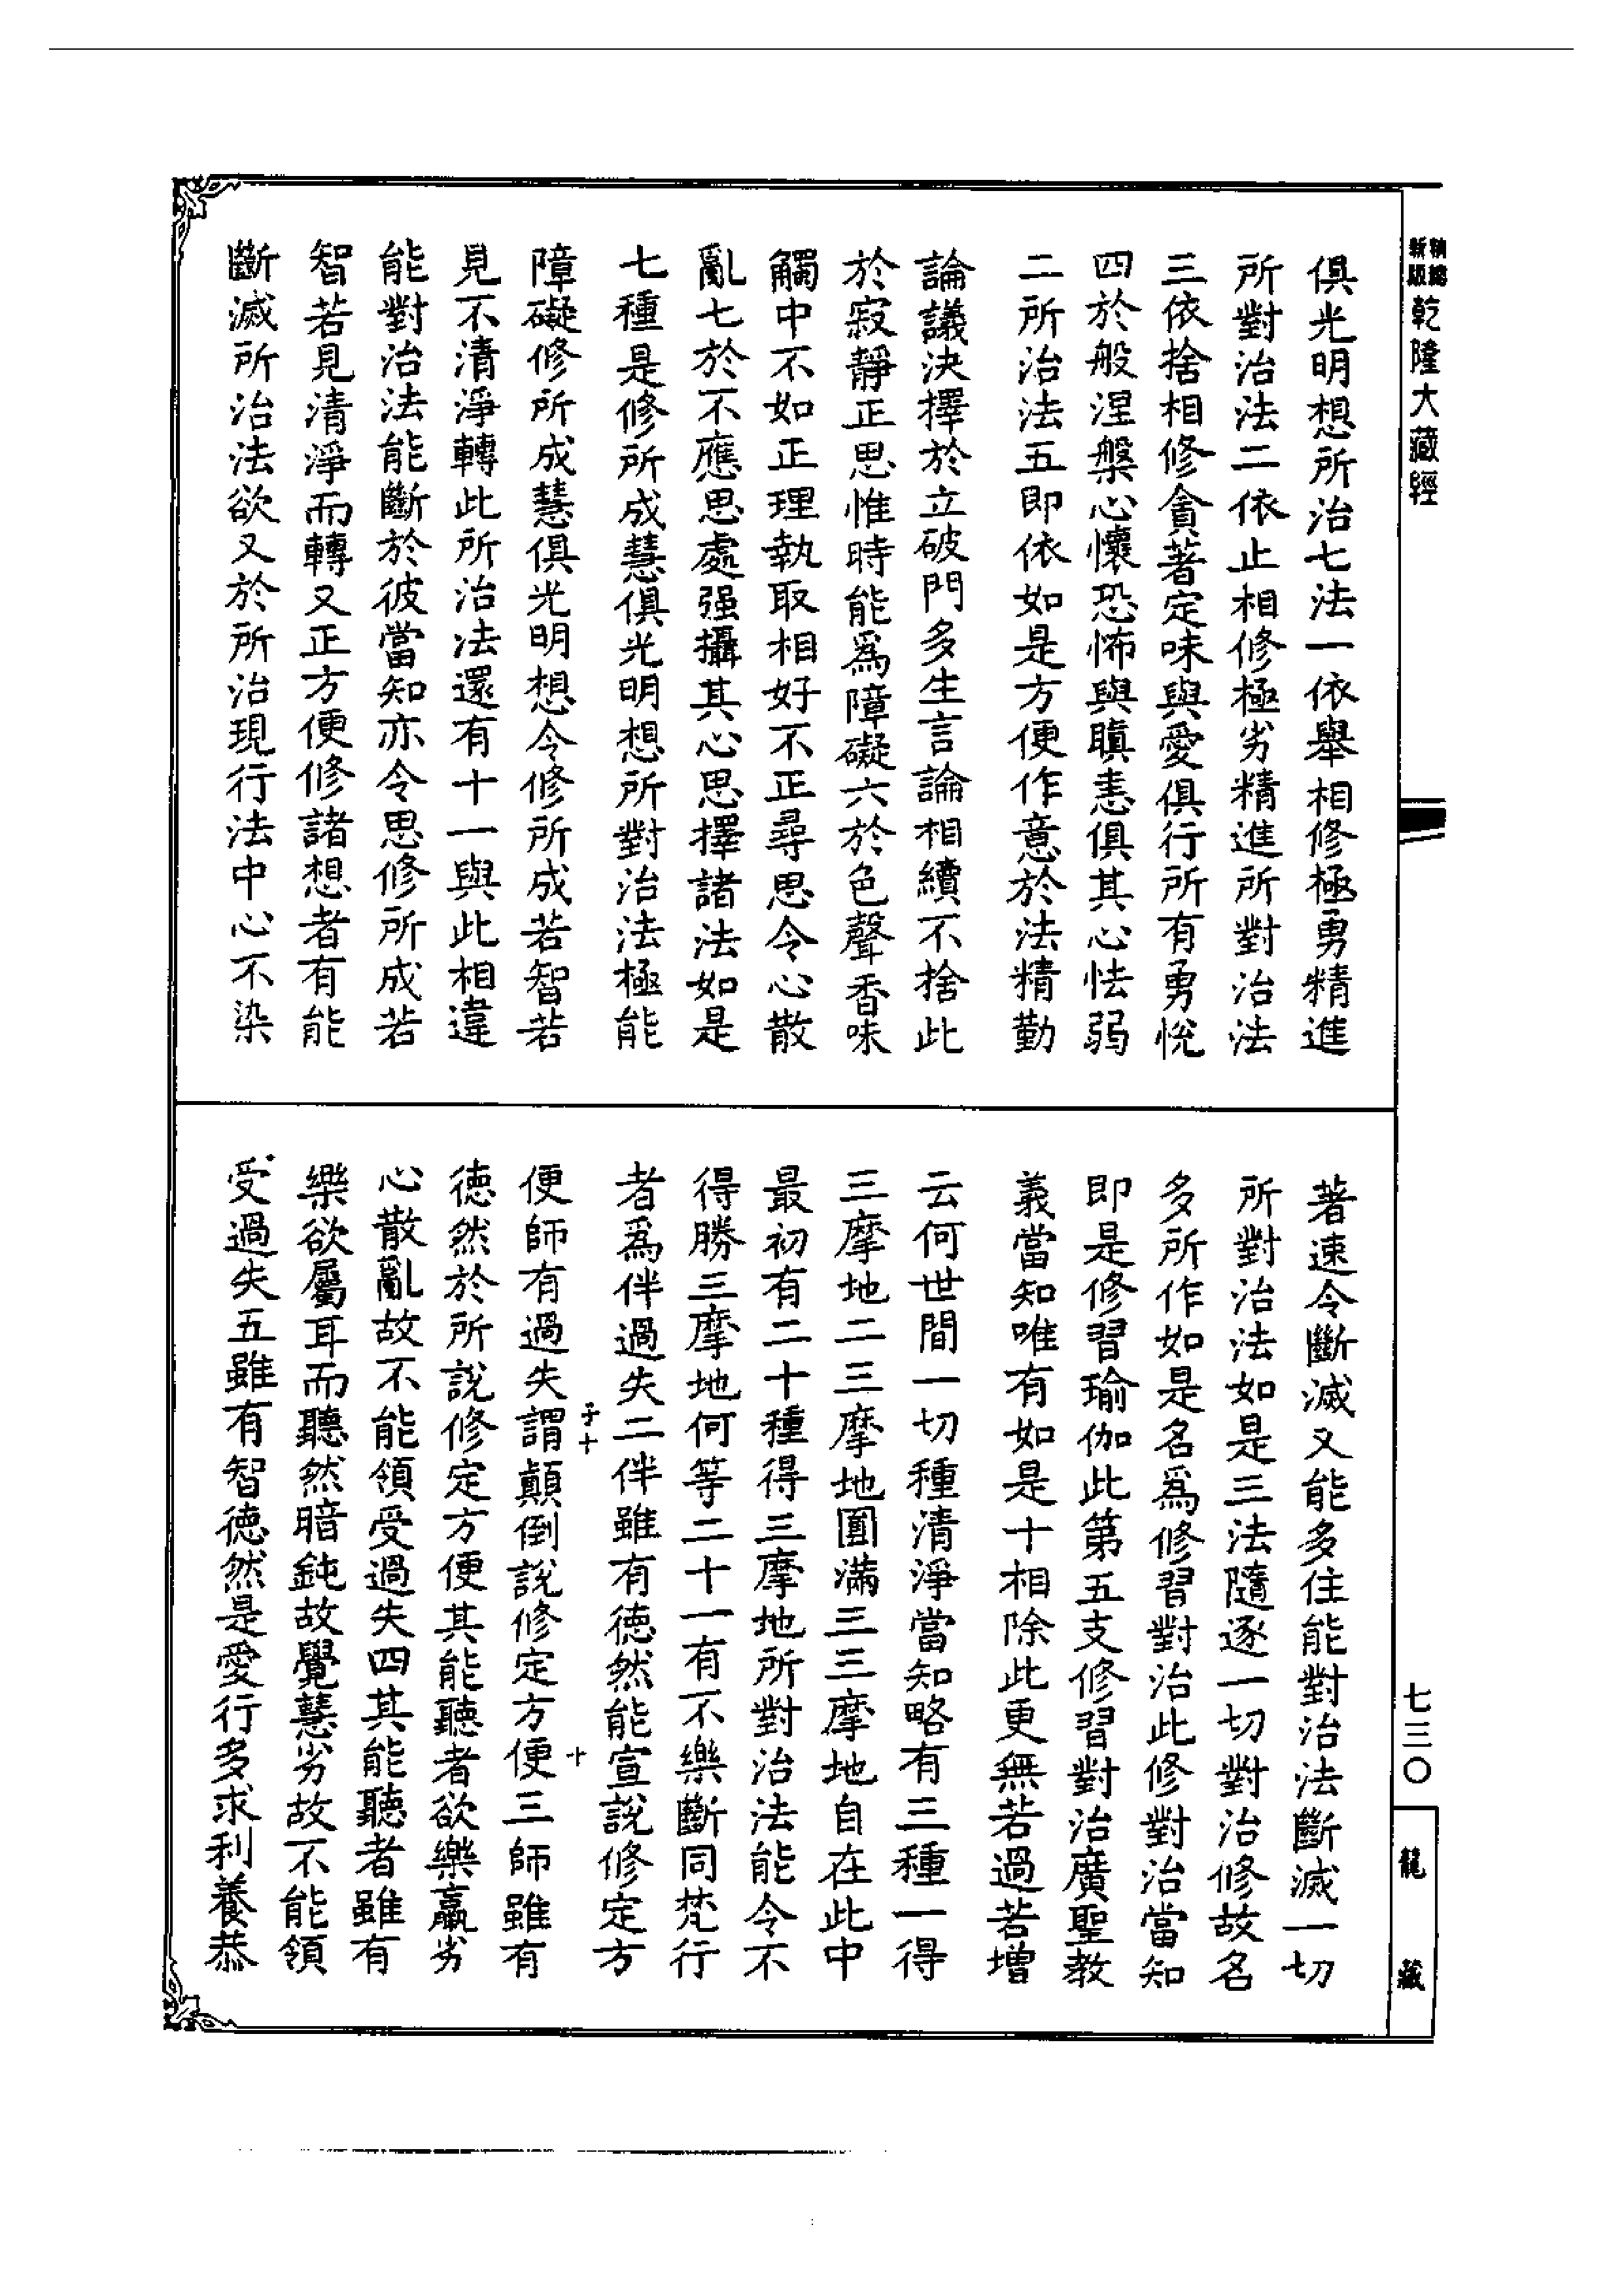 精縮
新版
乾隆大藏經
俱光明想所治七法一依舉相修極勇精進
所對治法二依止相修極劣精進所對治法
三依捨相修貪著定味與愛俱行所有勇悅
四於般涅槃心懷恐怖與瞋恚俱其心怯弱
二所治法五即依如是方便作意於法精勤
論議決擇於立破門多生言論相續不捨此
於寂靜正思惟時能爲障礙六於色聲香味
觸中不如正理執取相好不正尋思令心散
亂七於不應思處强攝其心思擇諸法如是
七種是修所成慧俱光明想所對治法極能
障礙修所成慧俱光明想令修所成若智若
見不清淨轉此所治法還有十一與此相違
能對治法能斷於彼當知亦令思修所成若
智若見清淨而轉又正方便修諸想者有能
斷滅所治法欲又於所治現行法中心不染
著速令斷滅又能多住能對治法斷滅一切
所對治法如是三法隨逐一切對治修故名
多所作如是名爲修習對治此修對治當知
即是修習瑜伽此第五支修習對治廣聖教
義當知唯有如是十相除此更無若過若增
云何世間一切種清淨當知略有三種一得
三摩地二三摩地圓滿三三摩地自在此中
最初有二十種得三摩地所對治法能令不
得勝三摩地何等二十一有不樂斷同梵行
者爲伴過失二伴雖有德然能宣說修定方
便師有過失謂顛倒說修定方便三師雖有
德然於所說修定方便其能聽者欲樂羸劣
心散亂故不能領受過失四其能聽者雖有
樂欲屬耳而聽然暗鈍故覺慧劣故不能領
受過失五雖有智德然是愛行多求利養恭
子十
十
七三〇
龍藏